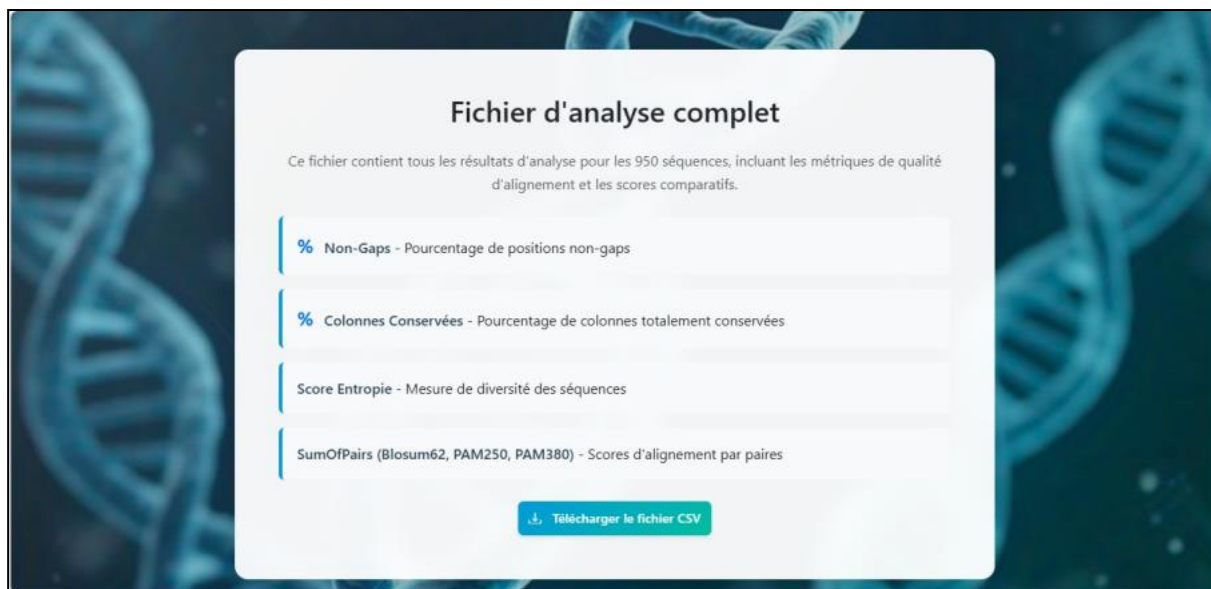 Fichier d'analyse complet
Ce fichier contient tous les résultats d'analyse pour les 950 séquences, incluant les métriques de qualité
d'alignement et les scores comparatifs.
% Non-Gaps - Pourcentage de positions non-gaps
% Colonnes Conservées - Pourcentage de colonnes totalement conservées
Score Entropie - Mesure de diversité des séquences
SumOfPairs (Blosum62, PAM250, PAM380) - Scores d'alignement par paires
Télécharger le fichier CSV